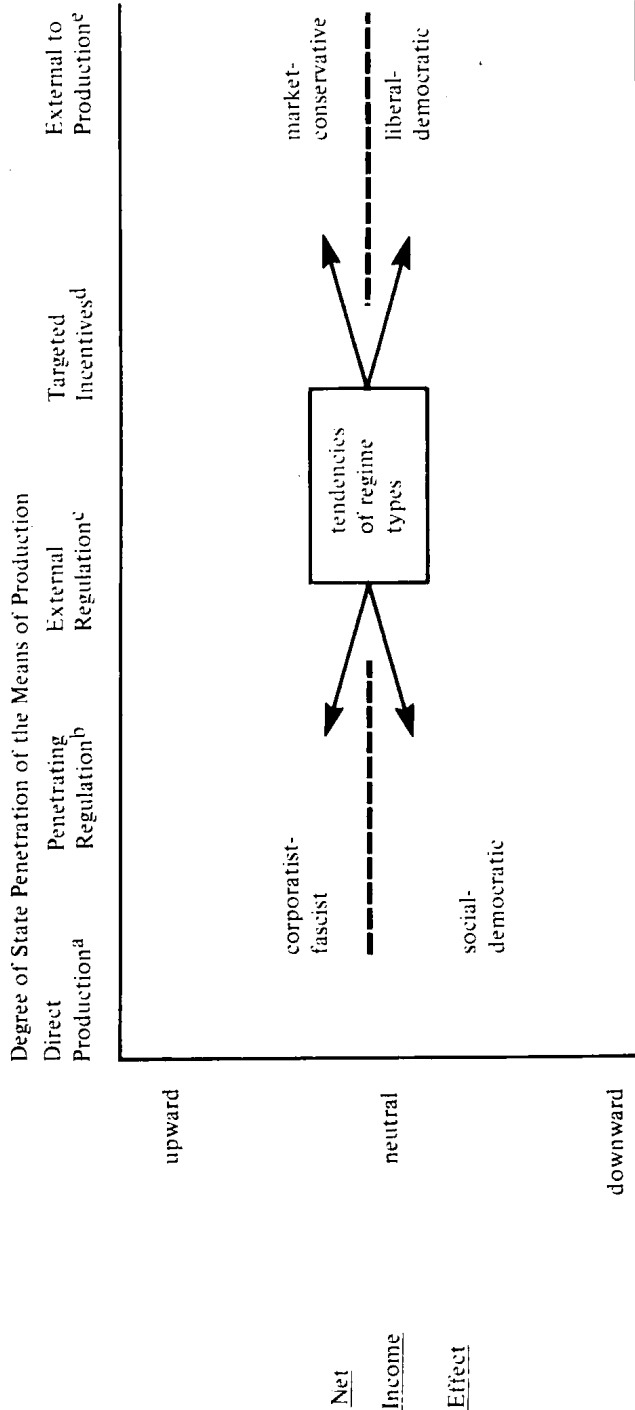 Degree of State Penetration of the Means of Production
Direct
Production^a
Penetrating
Regulation^b
External
Regulation^c
Targeted
Incentives^d
External to
Production^e
upward
neutral
downward
Net
Income
Effect
corporatist-
fascist
social-
democratic
tendencies
of regime
types
market-
conservative
liberal-
democratic